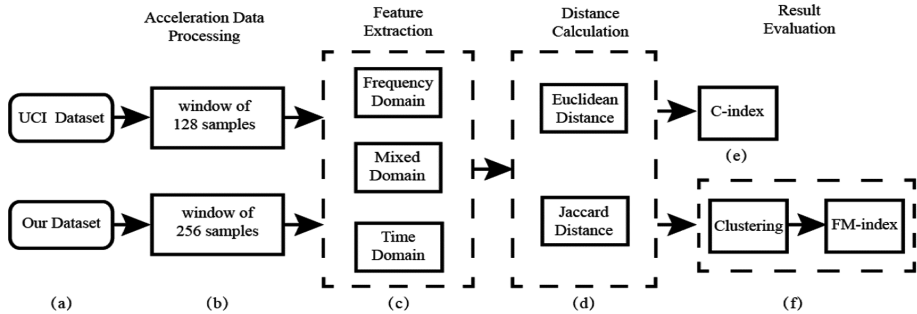 Acceleration Data
Processing
Feature
Extraction
Distance
Calculation
Result
Evaluation
UCI Dataset
window of
128 samples
Frequency
Domain
Euclidean
Distance
C-index
(e)
Mixed
Domain
Our Dataset
window of
256 samples
Time
Domain
Jaccard
Distance
Clustering
FM-index
(a)
(b)
(c)
(d)
(f)